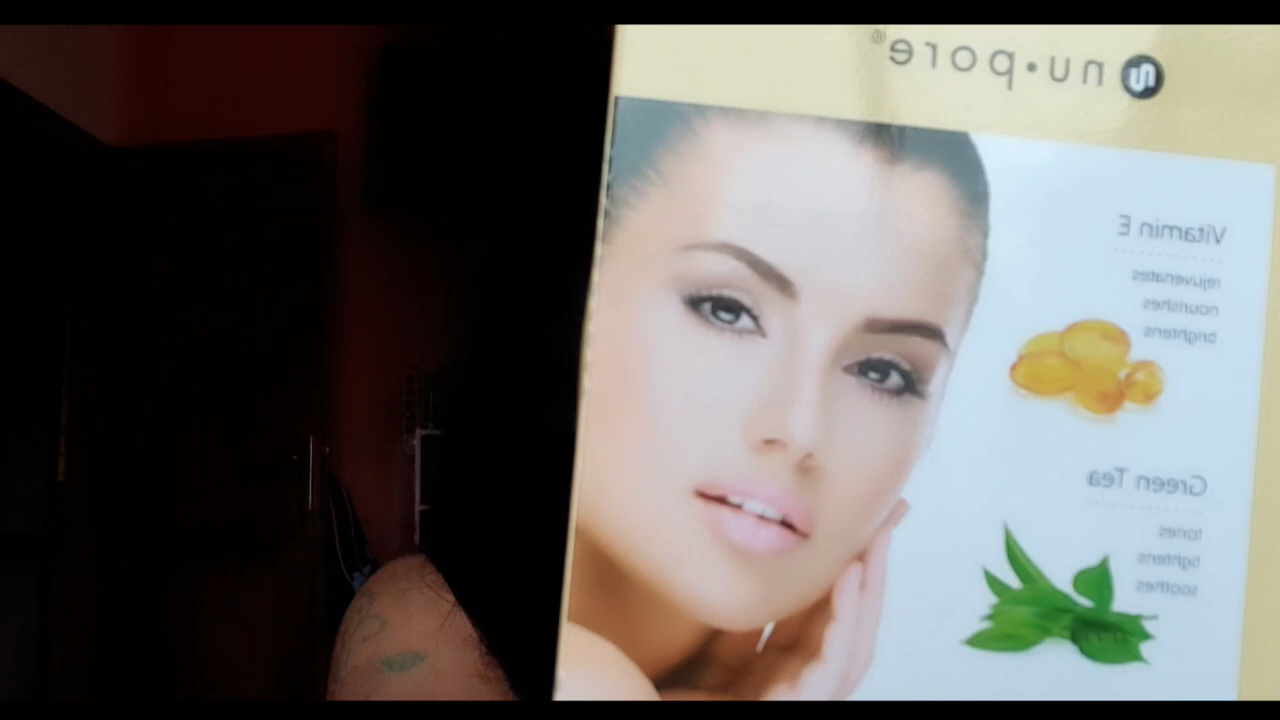 nu•pore®
Vitamin E
rejuvenates
nourishes
brightens
Green Tea
tones
tightens
soothes